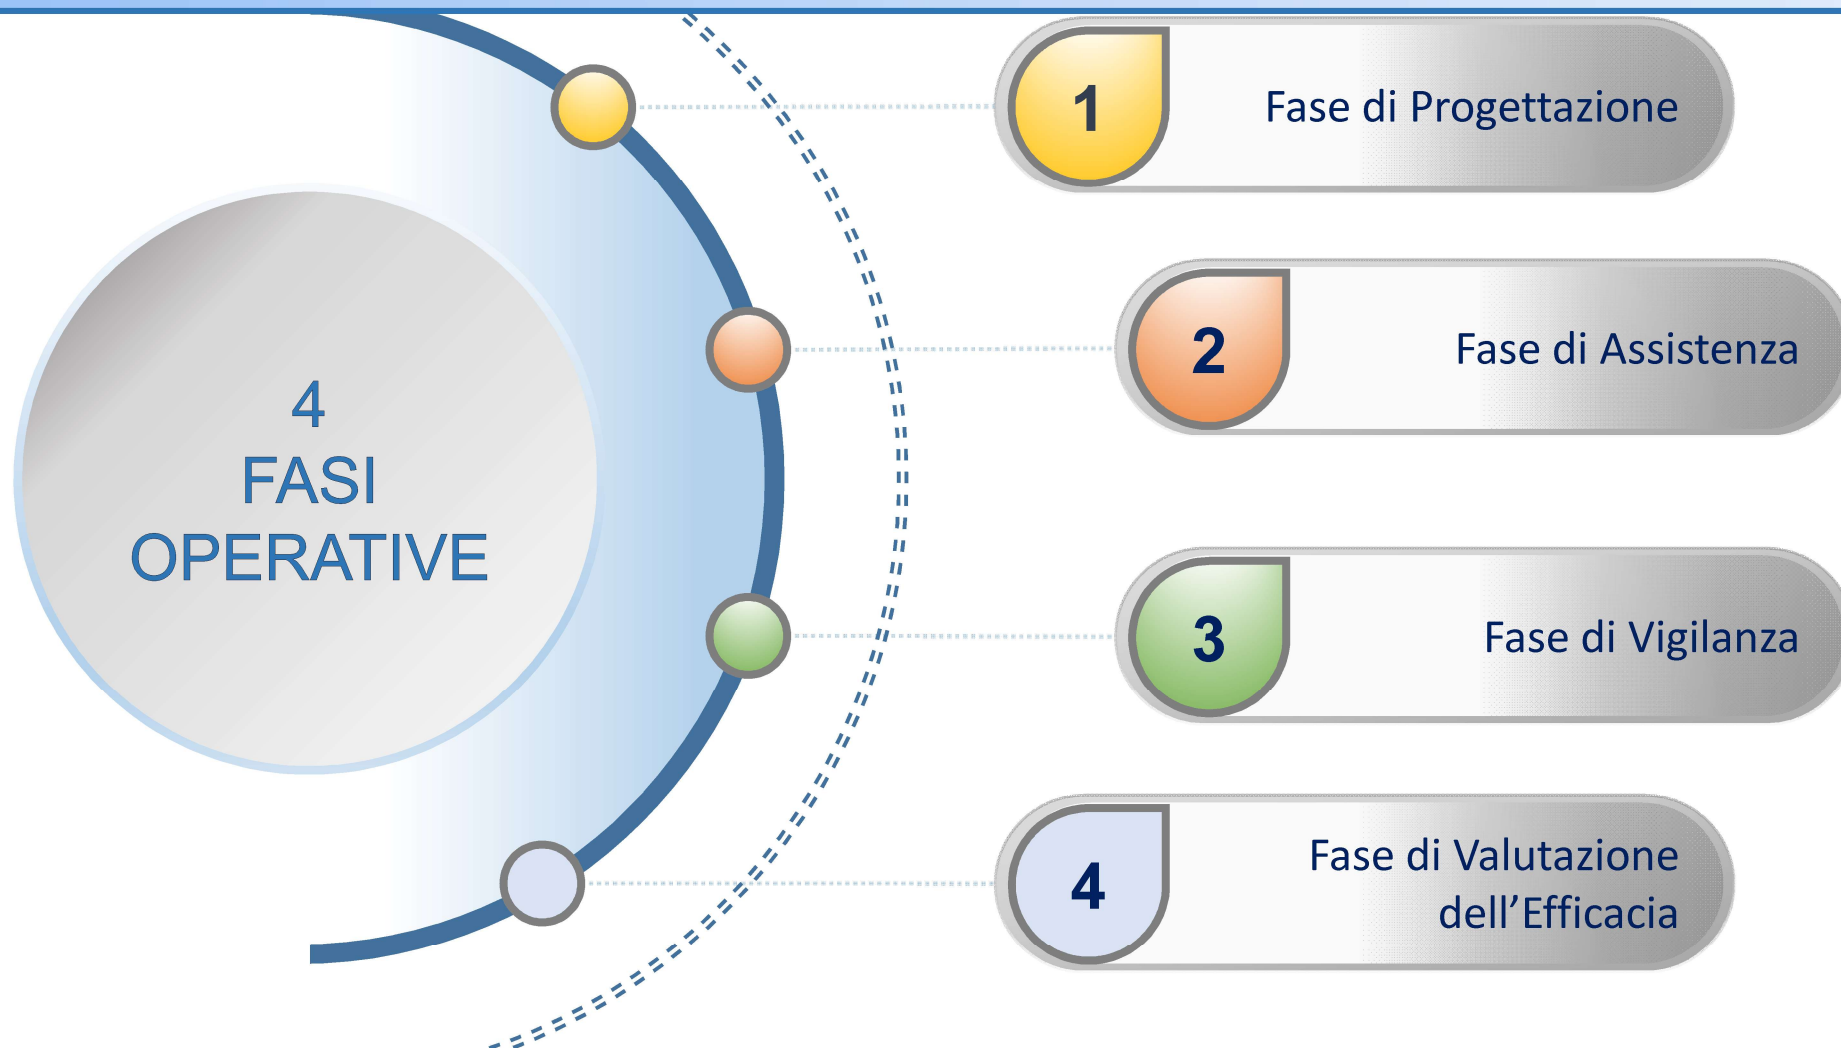 4
FASI
OPERATIVE
1
Fase di Progettazione
2
Fase di Assistenza
3
Fase di Vigilanza
4
Fase di Valutazione
dell’Efficacia